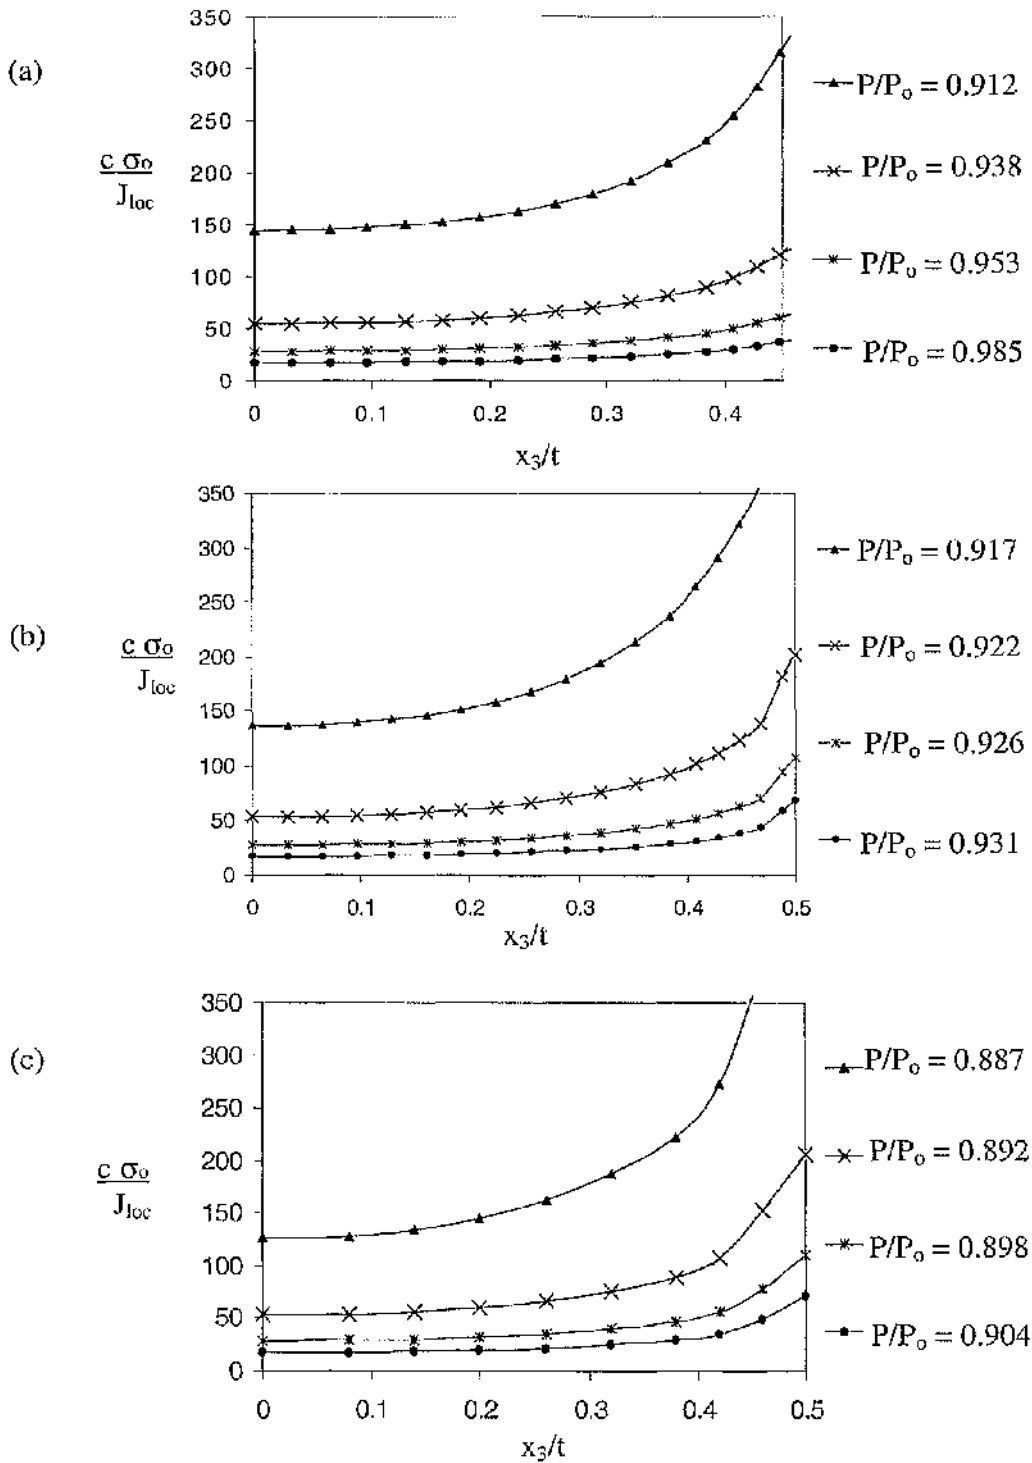 (a)
350
300
250
200
150
100
50
0
c σo
Jloc
0 0.1 0.2 0.3 0.4
x3/t
P/Po = 0.912
P/Po = 0.938
P/Po = 0.953
P/Po = 0.985
(b)
350
300
250
200
150
100
50
0
c σo
Jloc
0 0.1 0.2 0.3 0.4 0.5
x3/t
P/Po = 0.917
P/Po = 0.922
P/Po = 0.926
P/Po = 0.931
(c)
350
300
250
200
150
100
50
0
c σo
Jloc
0 0.1 0.2 0.3 0.4 0.5
x3/t
P/Po = 0.887
P/Po = 0.892
P/Po = 0.898
P/Po = 0.904